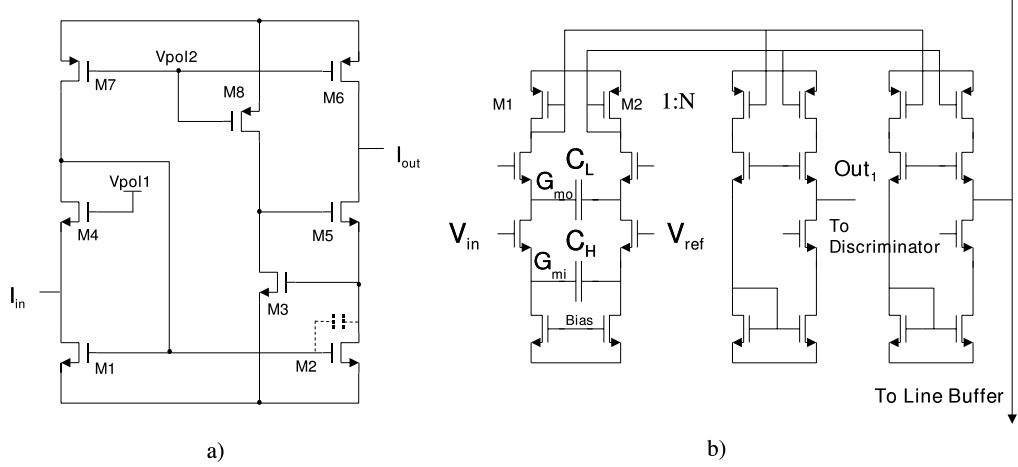 Vpol2
M7
M8
M6
Iout
Vpol1
M4
M5
Iin
M3
M1
M2
a)
M1
M2
1:N
CL
Gmo
Out1
Vin
CH
Vref
To
Discriminator
Gmi
Bias
To Line Buffer
b)